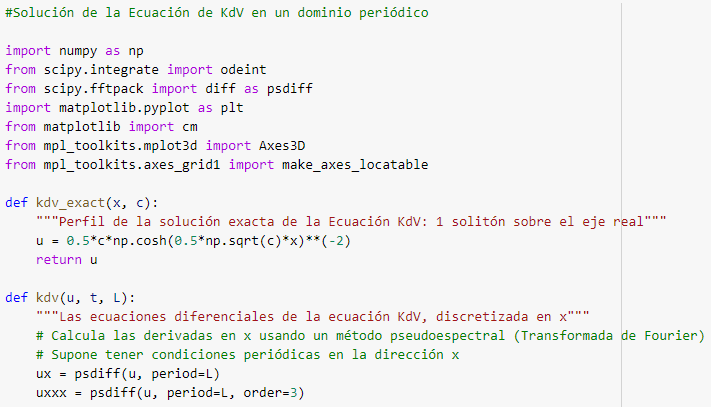 #Solución de la Ecuación de KdV en un dominio periódico
import numpy as np
from scipy.integrate import odeint
from scipy.fftpack import diff as psdiff
import matplotlib.pyplot as plt
from matplotlib import cm
from mpl_toolkits.mplot3d import Axes3D
from mpl_toolkits.axes_grid1 import make_axes_locatable
def kdv_exact(x, c):
    """Perfil de la solución exacta de la Ecuación KdV: 1 solitón sobre el eje real"""
    u = 0.5*c*np.cosh(0.5*np.sqrt(c)*x)**(-2)
    return u
def kdv(u, t, L):
    """Las ecuaciones diferenciales de la ecuación KdV, discretizada en x"""
    # Calcula las derivadas en x usando un método pseudoespectral (Transformada de Fourier)
    # Supone tener condiciones periódicas en la dirección x
    ux = psdiff(u, period=L)
    uxxx = psdiff(u, period=L, order=3)